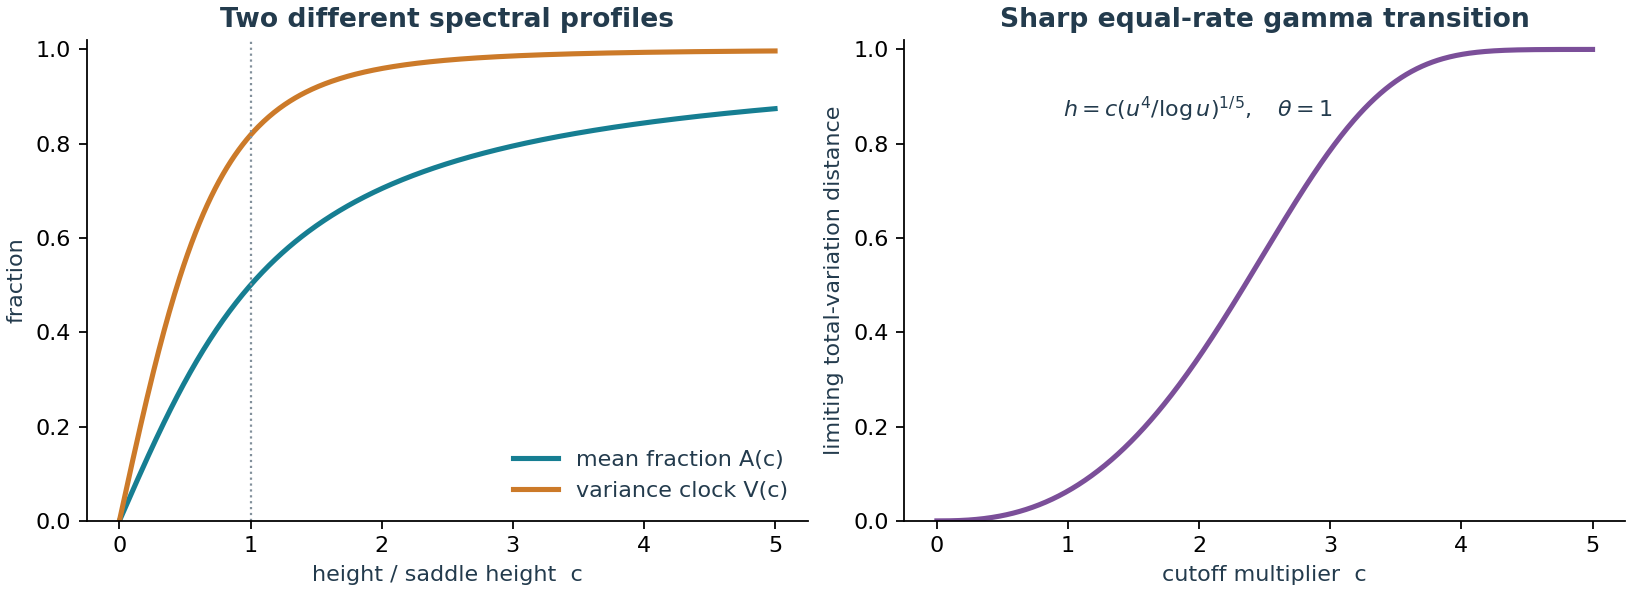 Two different spectral profiles
1.0
0.8
0.6
0.4
0.2
0.0
fraction
mean fraction A(c)
variance clock V(c)
0 1 2 3 4 5
height / saddle height c
Sharp equal-rate gamma transition
1.0
0.8
0.6
0.4
0.2
0.0
limiting total-variation distance
h = c(u⁴/log u)^{1/5}, θ = 1
0 1 2 3 4 5
cutoff multiplier c